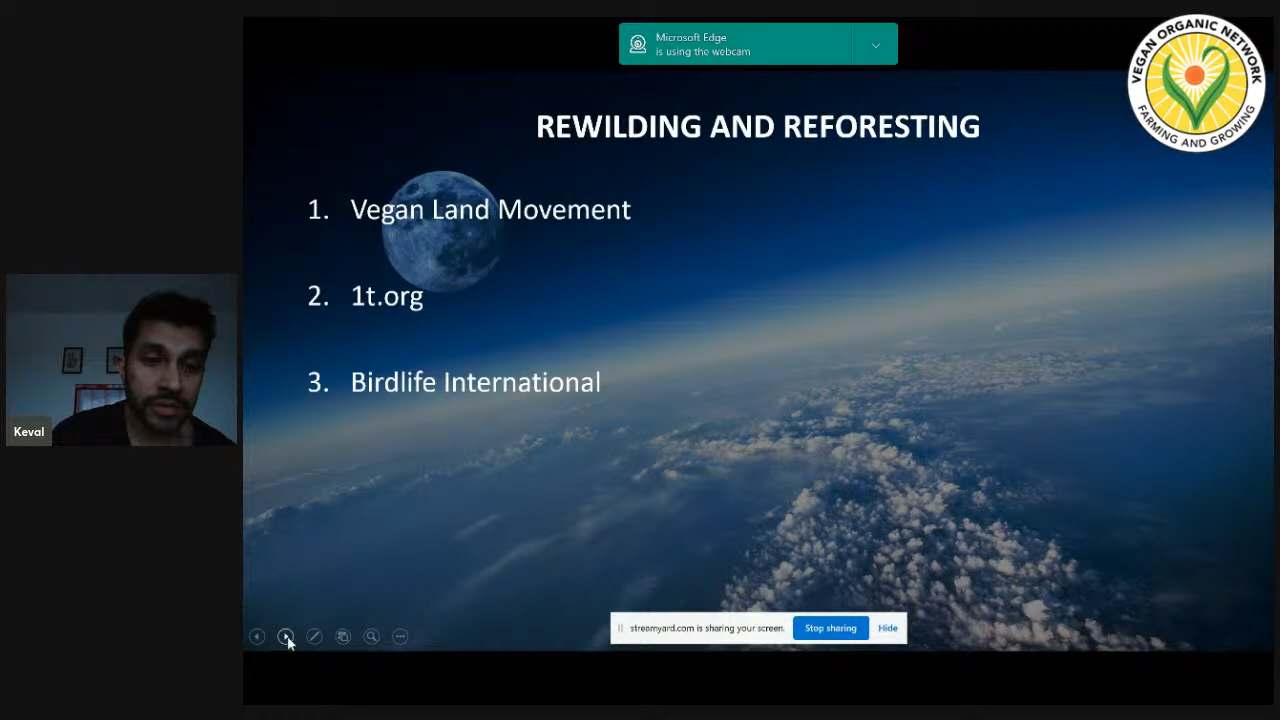 Microsoft Edge
is using the webcam
VEGAN ORGANIC NETWORK
FARMING AND GROWING
REWILDING AND REFORESTING
1. Vegan Land Movement
2. 1t.org
3. Birdlife International
Keval
streamyard.com is sharing your screen.
Stop sharing
Hide